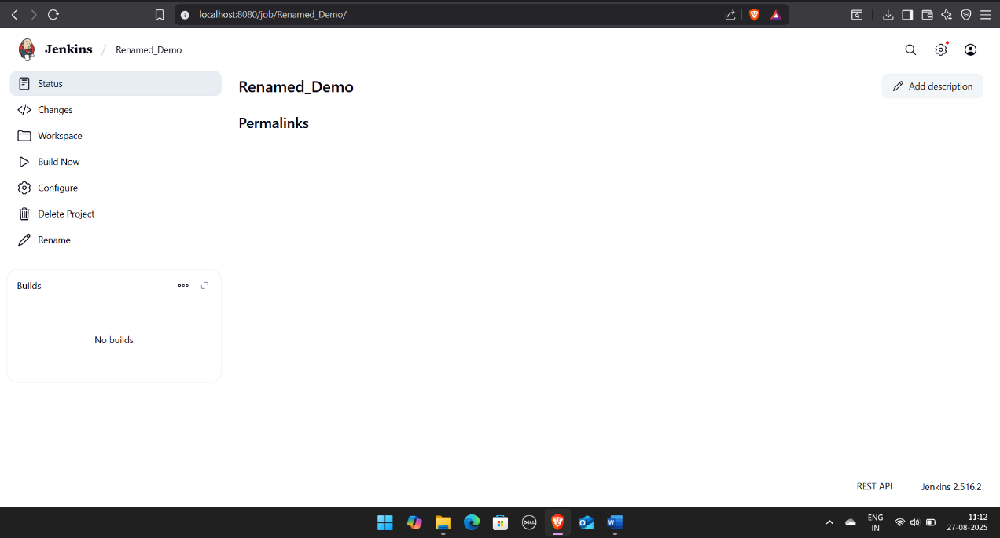 localhost:8080/job/Renamed_Demo/
Jenkins / Renamed_Demo
Status
Changes
Workspace
Build Now
Configure
Delete Project
Rename
Renamed_Demo
Add description
Permalinks
Builds
No builds
REST API
Jenkins 2.516.2
DELL
ENG
IN
11:12
27-08-2025